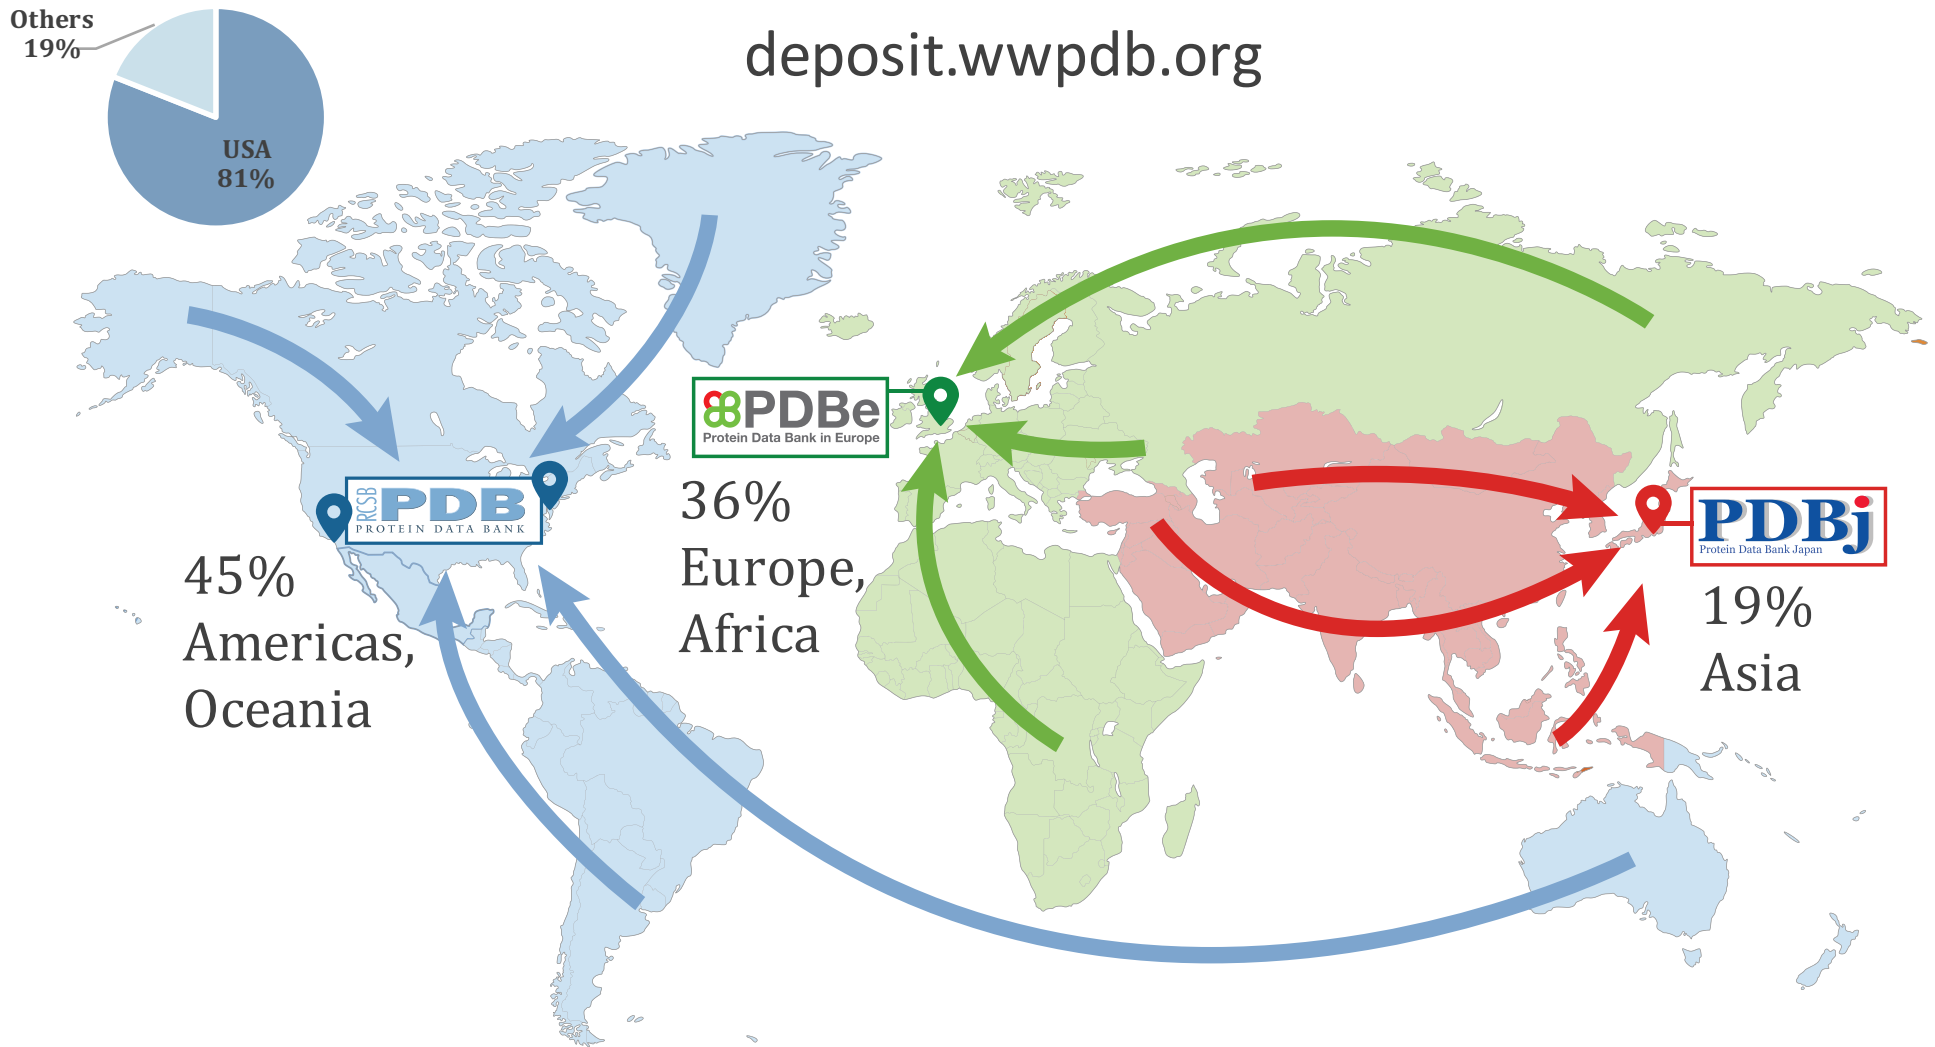 Others
19%
USA
81%
deposit.wwpdb.org
PDBe
Protein Data Bank in Europe
RCSB
PDB
PROTEIN DATA BANK
PDBj
Protein Data Bank Japan
45%
Americas,
Oceania
36%
Europe,
Africa
19%
Asia